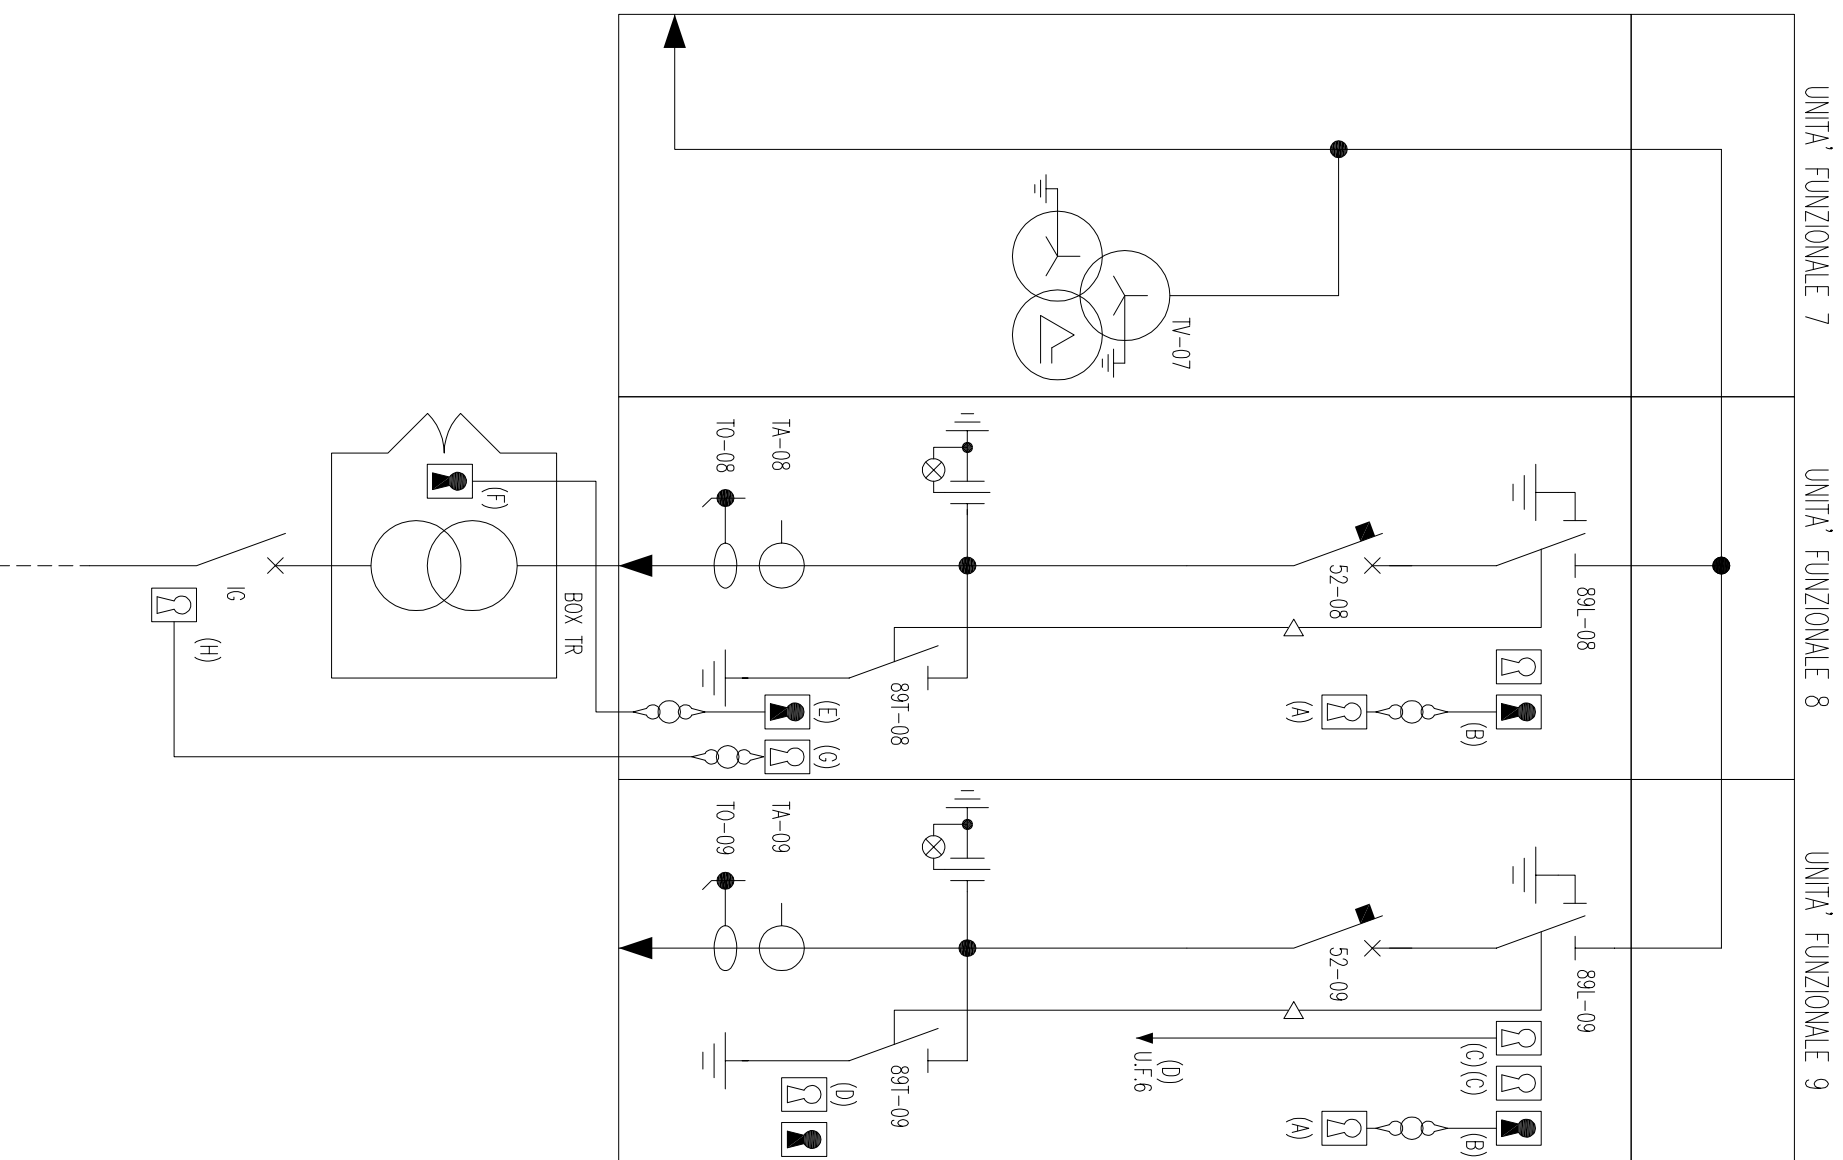 UNITA' FUNZIONALE 7
TV-07
UNITA' FUNZIONALE 8
89L-08
52-08
(B)
(A)
89T-08
TA-08
TO-08
(E)
(G)
BOX TR
(F)
IG
(H)
UNITA' FUNZIONALE 9
89L-09
52-09
(C)
(C)
(B)
(A)
(D)
U.F.6
89T-09
(D)
TA-09
TO-09